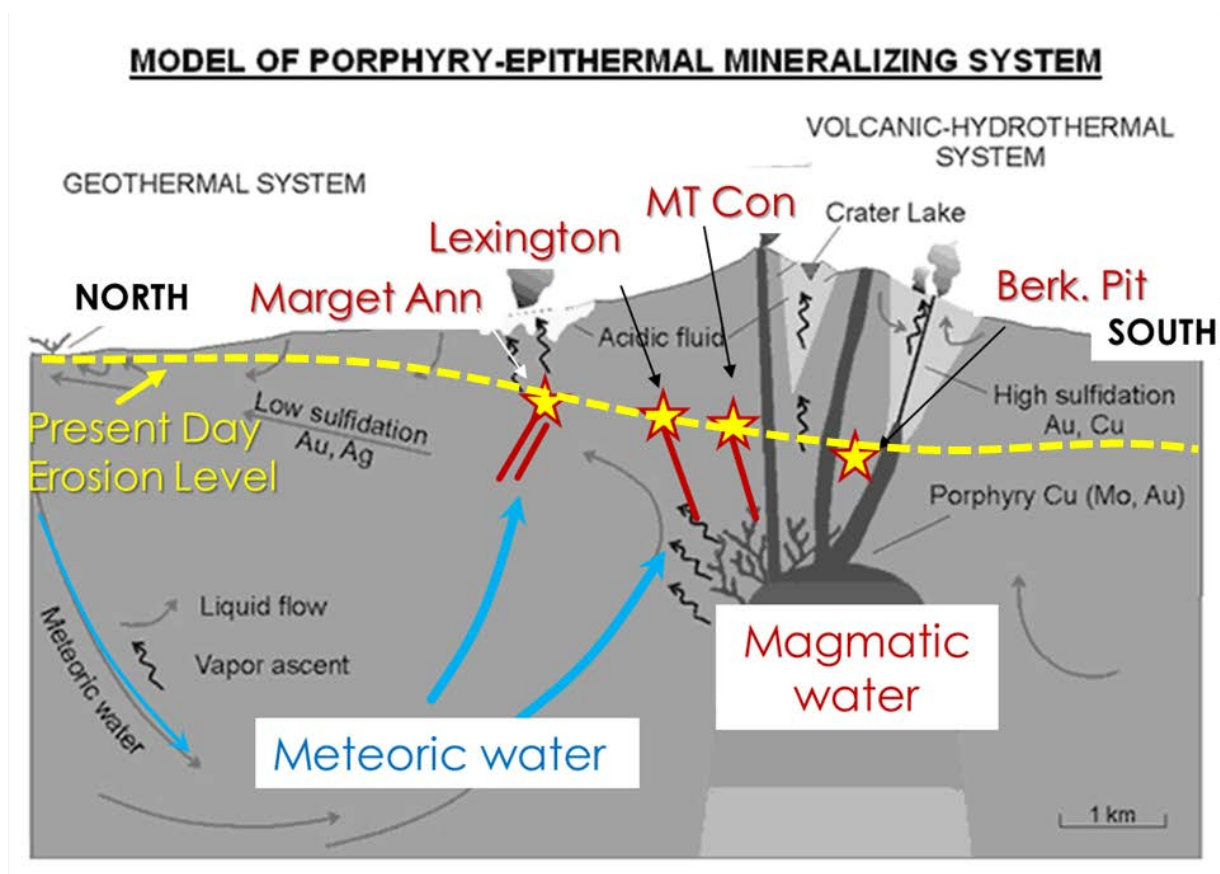 MODEL OF PORPHYRY-EPITHERMAL MINERALIZING SYSTEM
VOLCANIC-HYDROTHERMAL
SYSTEM
GEOTHERMAL SYSTEM
MT Con
Crater Lake
Lexington
NORTH
Marget Ann
Berk. Pit
SOUTH
Acidic fluid
Low sulfidation
Au, Ag
High sulfidation
Au, Cu
Present Day
Erosion Level
Porphyry Cu (Mo, Au)
Liquid flow
Vapor ascent
Meteoric water
Magmatic
water
Meteoric water
1 km